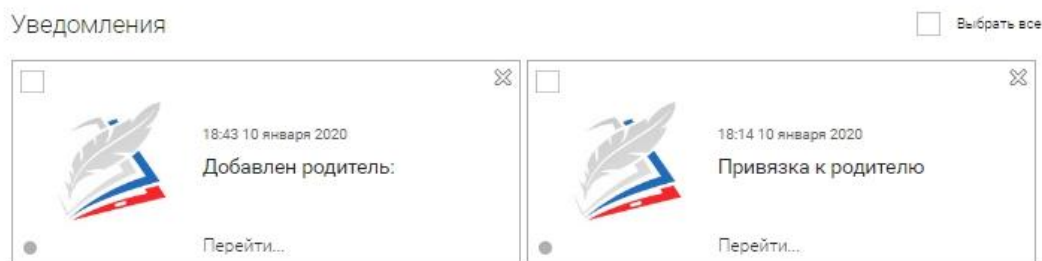 Уведомления
Выбрать все
18:43 10 января 2020
Добавлен родитель:
Перейти...
18:14 10 января 2020
Привязка к родителю
Перейти...